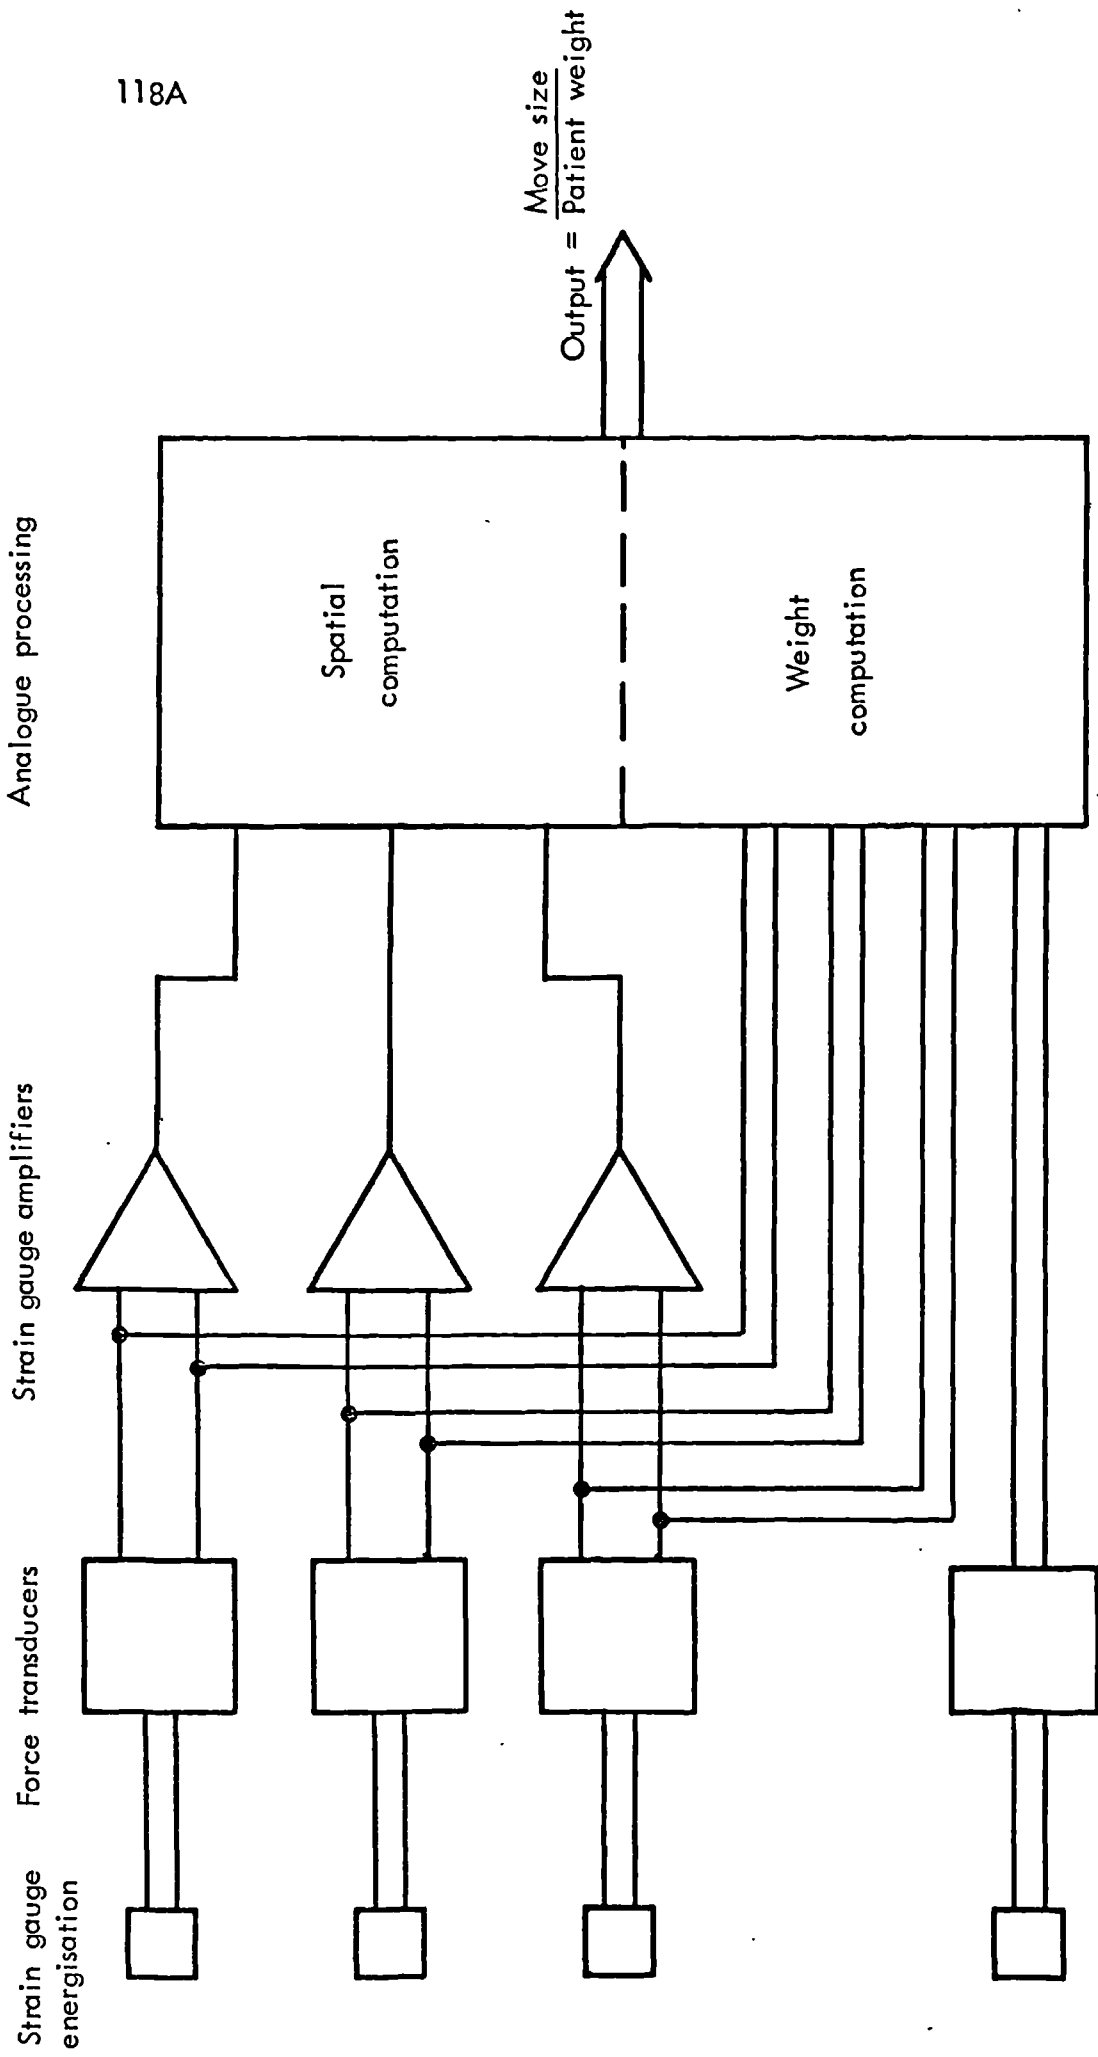 118A
Strain gauge
energisation
Force transducers
Strain gauge amplifiers
Analogue processing
Spatial
computation
Weight
computation
Output = Move size
Patient weight